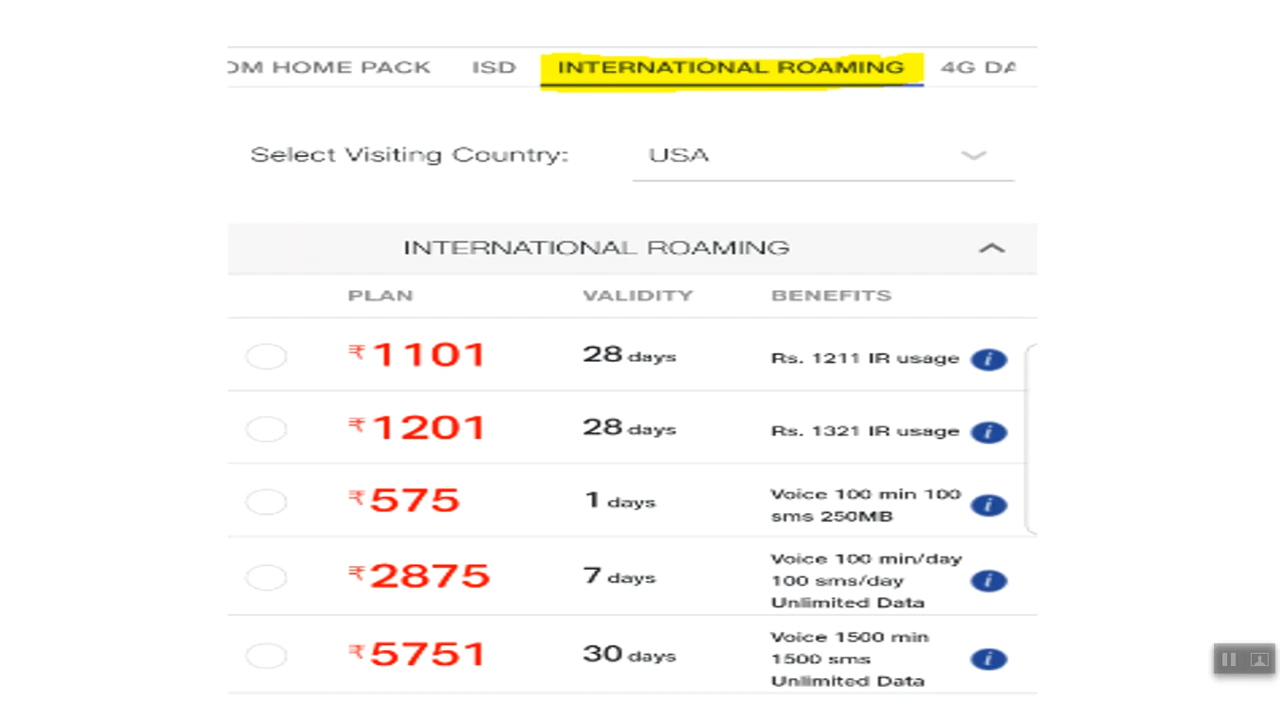 OM HOME PACK ISD INTERNATIONAL ROAMING 4G DA
Select Visiting Country: USA
INTERNATIONAL ROAMING
PLAN VALIDITY BENEFITS
₹1101 28 days Rs. 1211 IR usage i
₹1201 28 days Rs. 1321 IR usage i
₹575 1 days Voice 100 min 100
sms 250MB i
₹2875 7 days Voice 100 min/day
100 sms/day i
Unlimited Data
₹5751 30 days Voice 1500 min
1500 sms i
Unlimited Data